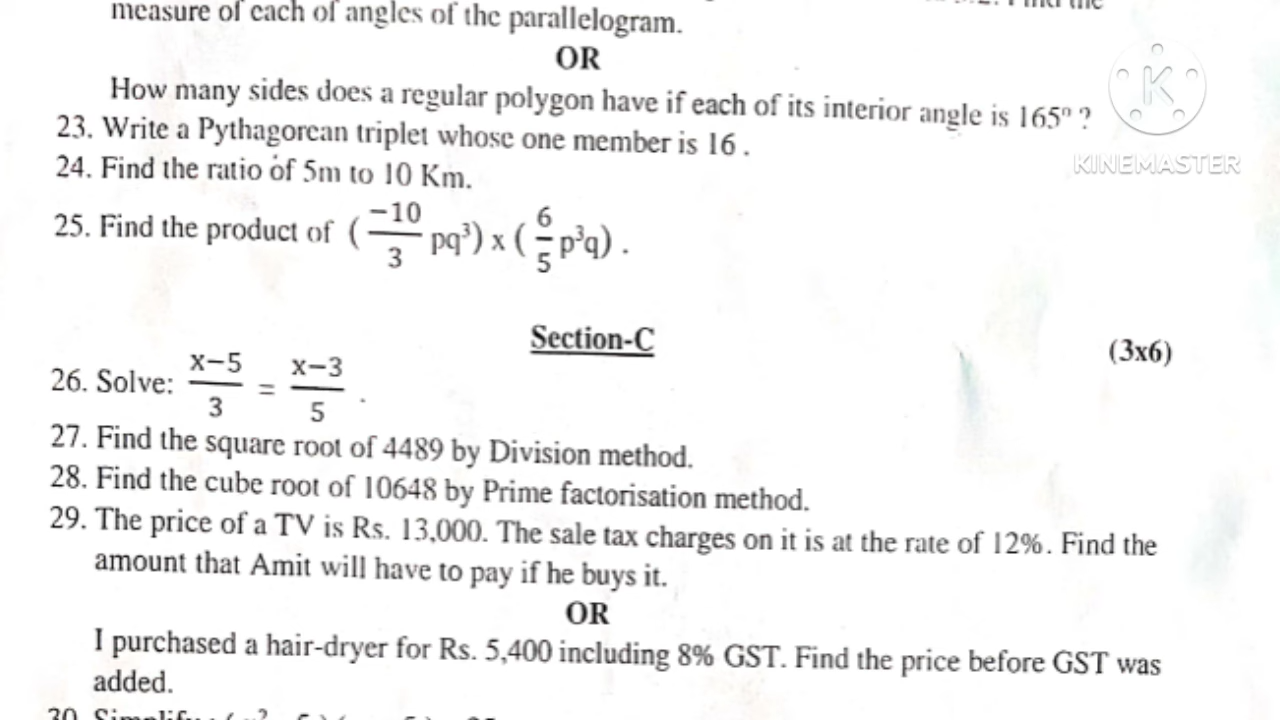 measure of each of angles of the parallelogram.
OR
How many sides does a regular polygon have if each of its interior angle is 165° ?
K
KINEMASTER
23. Write a Pythagorean triplet whose one member is 16 .
24. Find the ratio of 5m to 10 Km.
25. Find the product of (−10/3 pq³) x (6/5 p³q) .
Section-C (3x6)
26. Solve: x−5/3 = x−3/5 .
27. Find the square root of 4489 by Division method.
28. Find the cube root of 10648 by Prime factorisation method.
29. The price of a TV is Rs. 13,000. The sale tax charges on it is at the rate of 12%. Find the
amount that Amit will have to pay if he buys it.
OR
I purchased a hair-dryer for Rs. 5,400 including 8% GST. Find the price before GST was
added.
30. Simplify